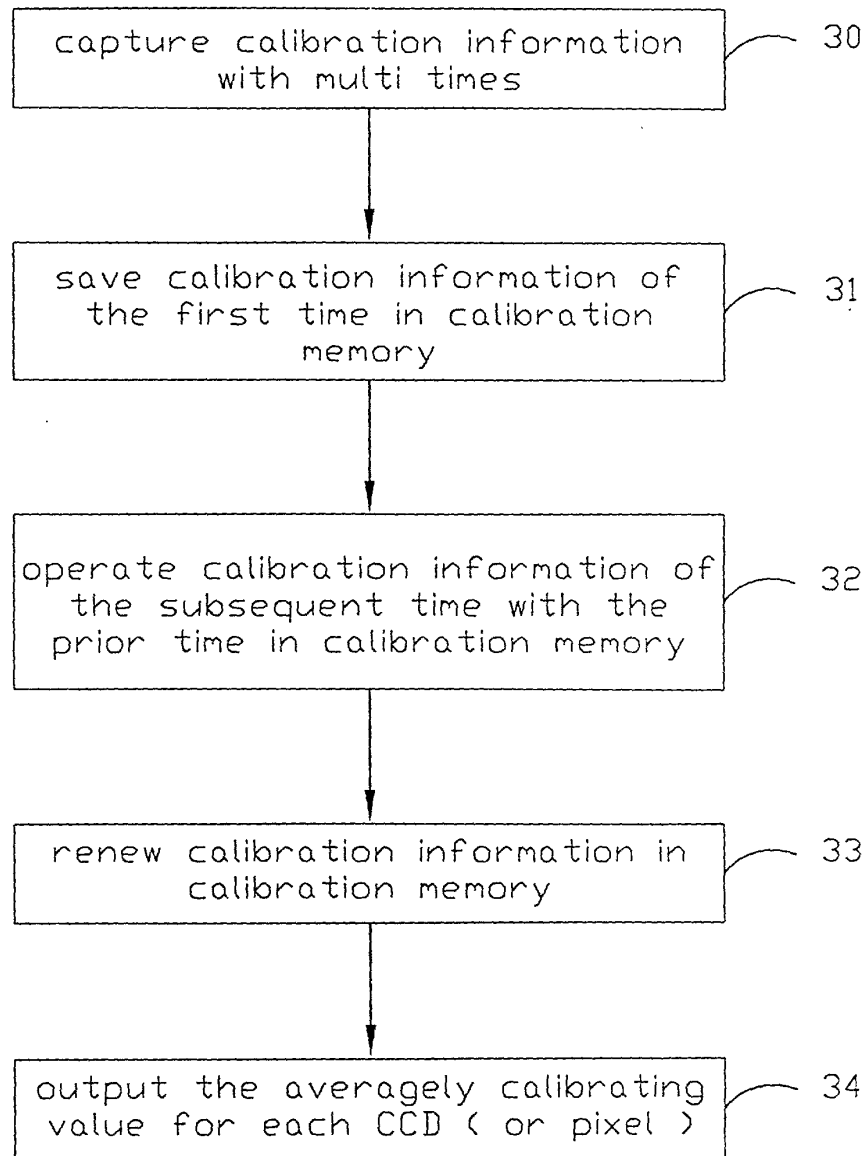 capture calibration information
with multi times
30
save calibration information of
the first time in calibration
memory
31
operate calibration information of
the subsequent time with the
prior time in calibration memory
32
renew calibration information in
calibration memory
33
output the averagely calibrating
value for each CCD ( or pixel )
34